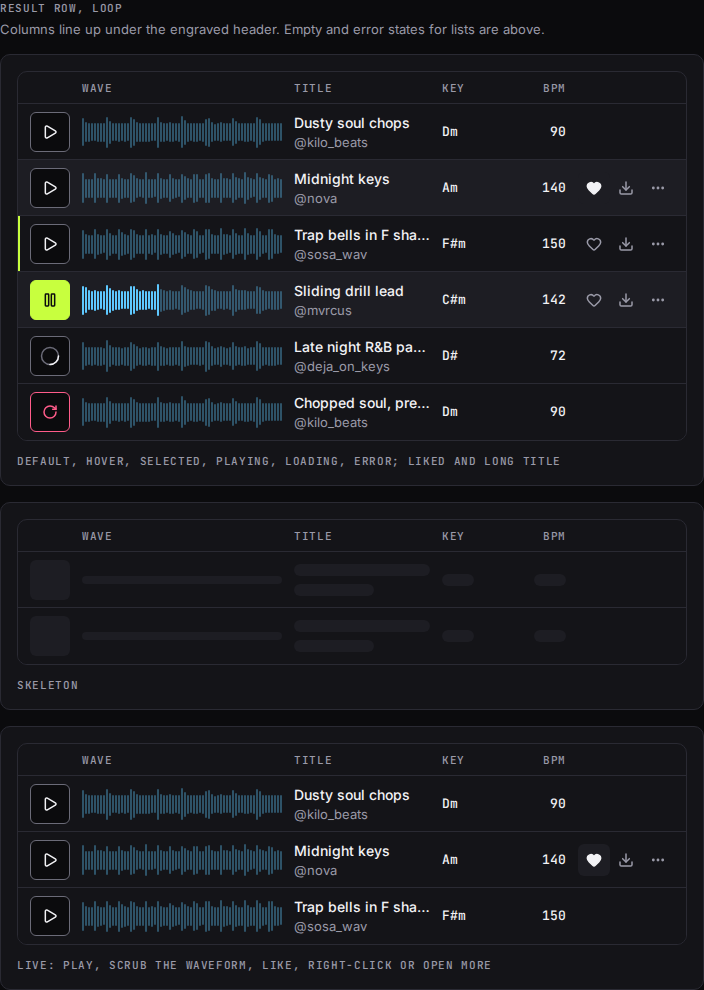 RESULT ROW, LOOP
Columns line up under the engraved header. Empty and error states for lists are above.
WAVE TITLE KEY BPM
Dusty soul chops
@kilo_beats
Dm 90
Midnight keys
@nova
Am 140
Trap bells in F sha...
@sosa_wav
F#m 150
Sliding drill lead
@mvrcus
C#m 142
Late night R&B pa...
@deja_on_keys
D# 72
Chopped soul, pre...
@kilo_beats
Dm 90
DEFAULT, HOVER, SELECTED, PLAYING, LOADING, ERROR; LIKED AND LONG TITLE
WAVE TITLE KEY BPM
SKELETON
WAVE TITLE KEY BPM
Dusty soul chops
@kilo_beats
Dm 90
Midnight keys
@nova
Am 140
Trap bells in F sha...
@sosa_wav
F#m 150
LIVE: PLAY, SCRUB THE WAVEFORM, LIKE, RIGHT-CLICK OR OPEN MORE